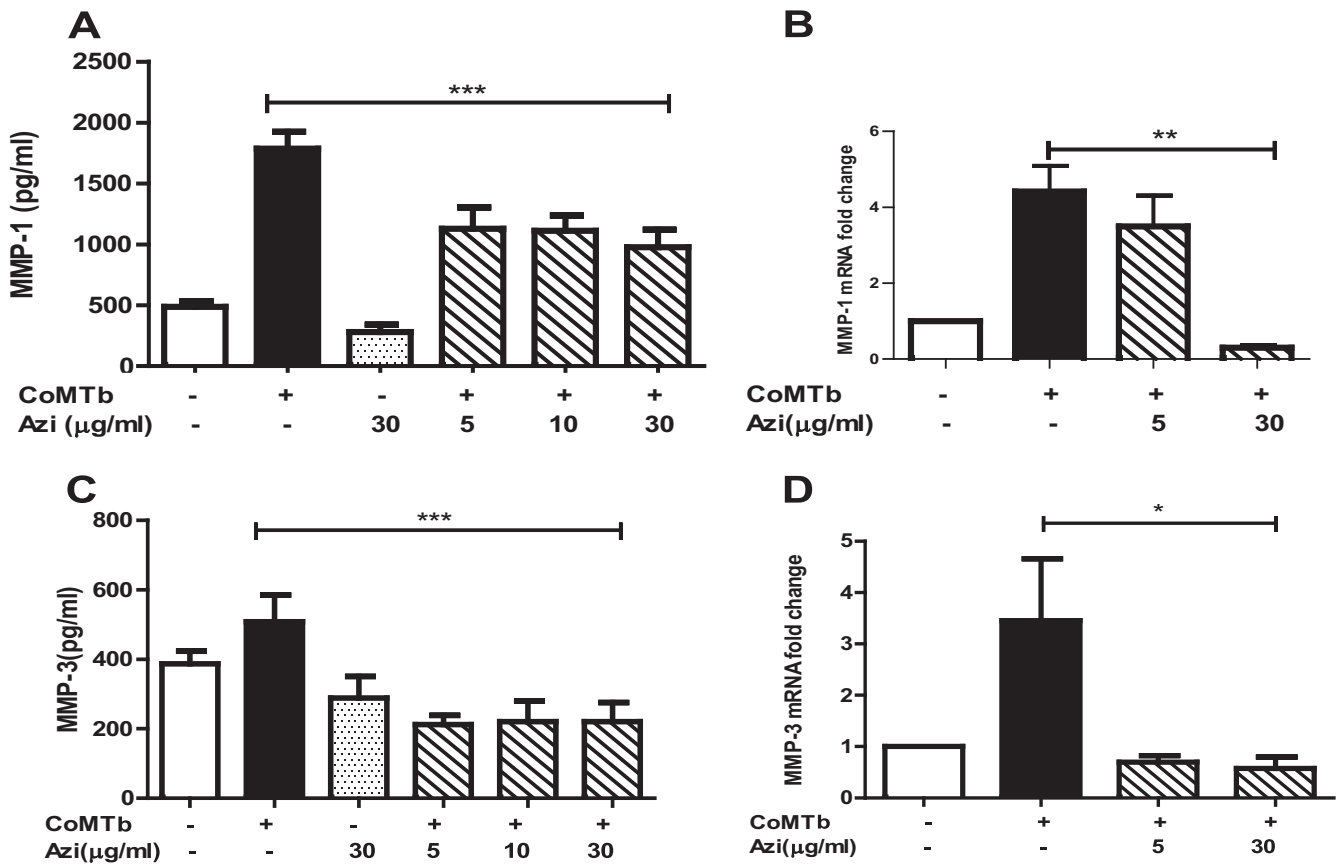 A
MMP-1 (pg/ml)
2500
2000
1500
1000
500
0
***
CoMTb - + - + + +
Azi (μg/ml) - - 30 5 10 30
B
MMP-1 mRNA fold change
6
4
2
0
**
CoMTb - + + +
Azi(μg/ml) - - 5 30
C
MMP-3(pg/ml)
800
600
400
200
0
***
CoMTb - + - + + +
Azi(μg/ml) - - 30 5 10 30
D
MMP-3 mRNA fold change
5
4
3
2
1
0
*
CoMTb - + + +
Azi(μg/ml) - - 5 30